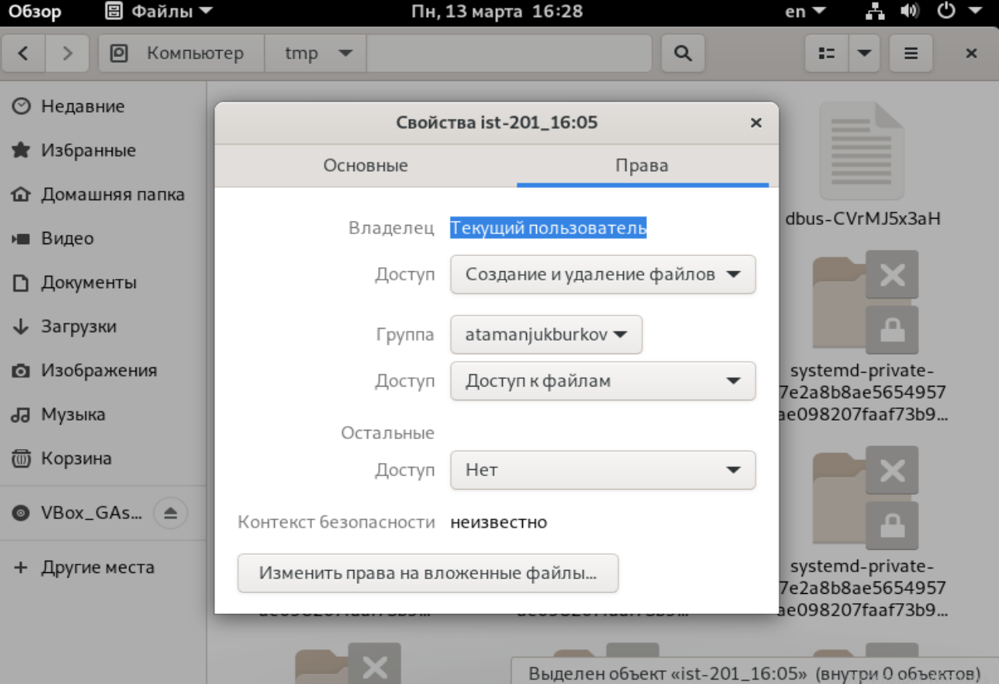 Обзор Файлы Пн, 13 марта 16:28 en
Компьютер tmp
Недавние
Избранные
Домашняя папка
Видео
Документы
Загрузки
Изображения
Музыка
Корзина
VBox_GAs...
Другие места
Свойства ist-201_16:05
Основные Права
Владелец Текущий пользователь
Доступ Создание и удаление файлов
Группа atamanjukburkov
Доступ Доступ к файлам
Остальные
Доступ Нет
Контекст безопасности неизвестно
Изменить права на вложенные файлы...
dbus-CVrMJ5x3aH
systemd-private-
7e2a8b8ae5654957
ae098207faaf73b9...
systemd-private-
7e2a8b8ae5654957
ae098207faaf73b9...
Выделен объект «ist-201_16:05» (внутри 0 объектов)